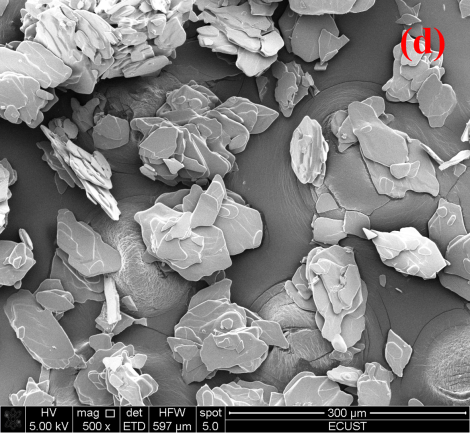 (d)
HV mag □ det HFW spot 300 µm
5.00 kV 500 x ETD 597 µm 5.0 ECUST